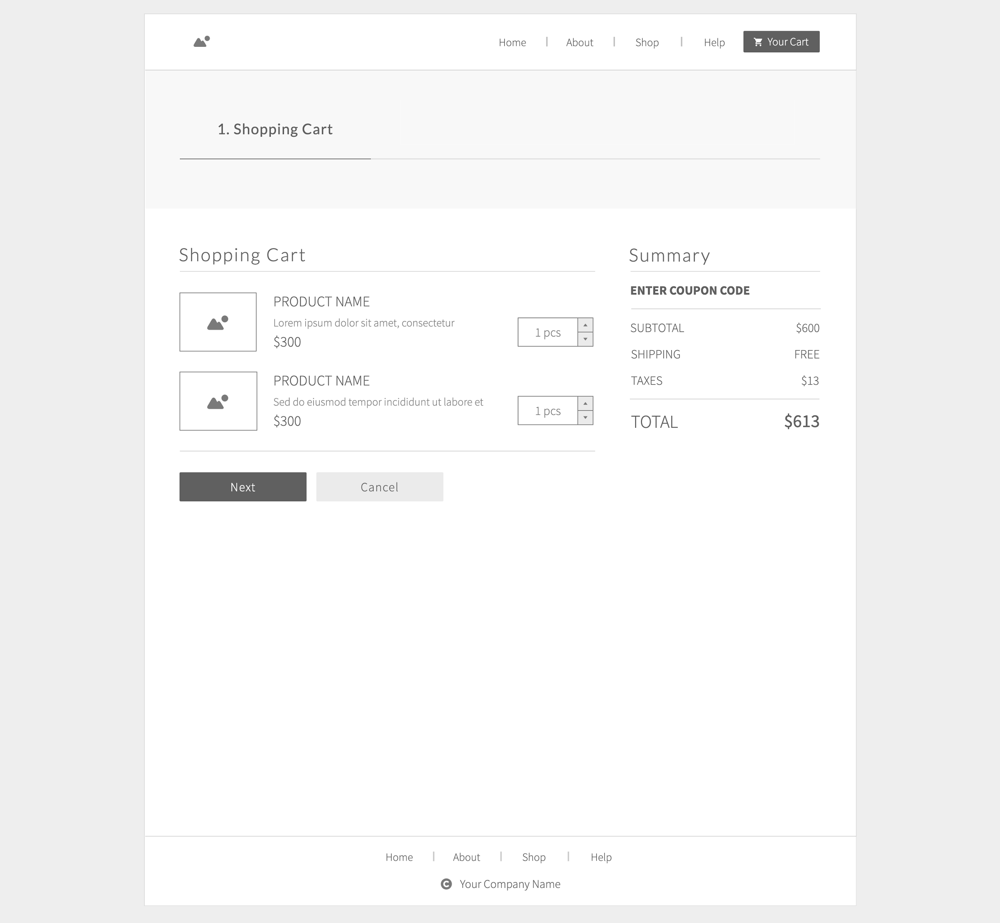 Home | About | Shop | Help Your Cart
1. Shopping Cart
Shopping Cart
PRODUCT NAME
Lorem ipsum dolor sit amet, consectetur
$300
1 pcs
PRODUCT NAME
Sed do eiusmod tempor incididunt ut labore et
$300
1 pcs
Next
Cancel
Summary
ENTER COUPON CODE
SUBTOTAL $600
SHIPPING FREE
TAXES $13
TOTAL $613
Home | About | Shop | Help
© Your Company Name